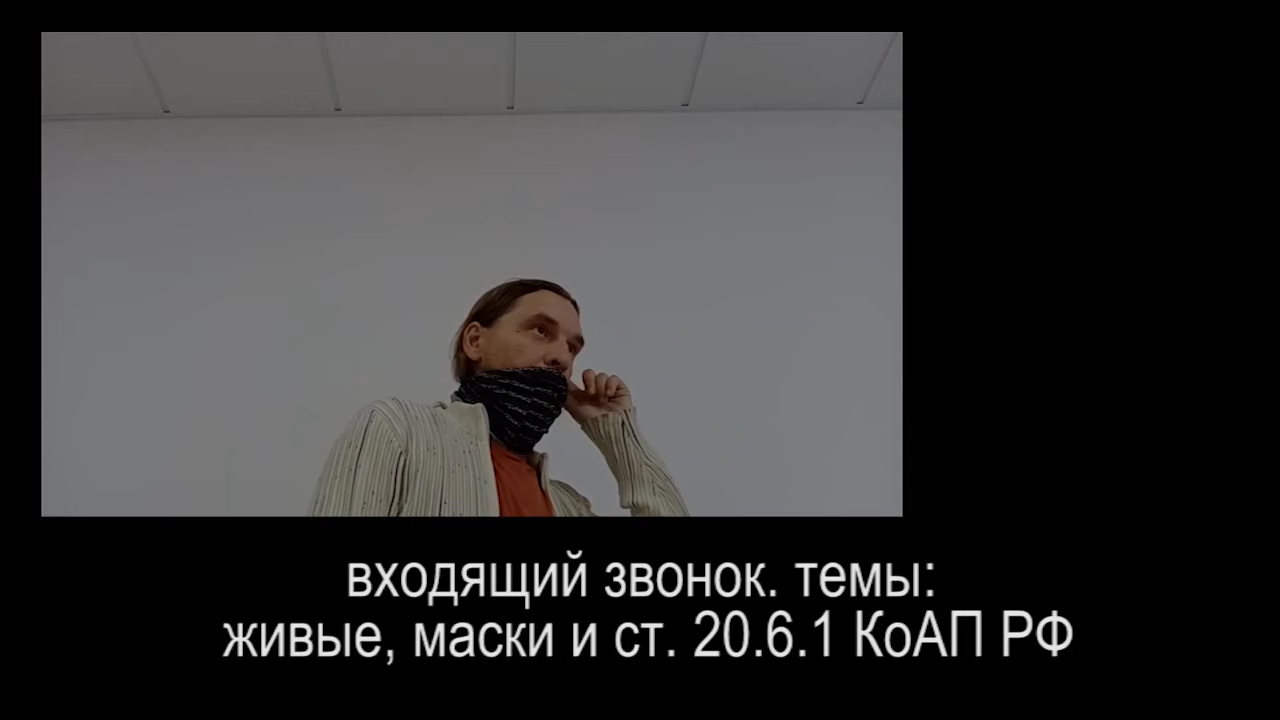 входящий звонок. темы:
живые, маски и ст. 20.6.1 КоАП РФ